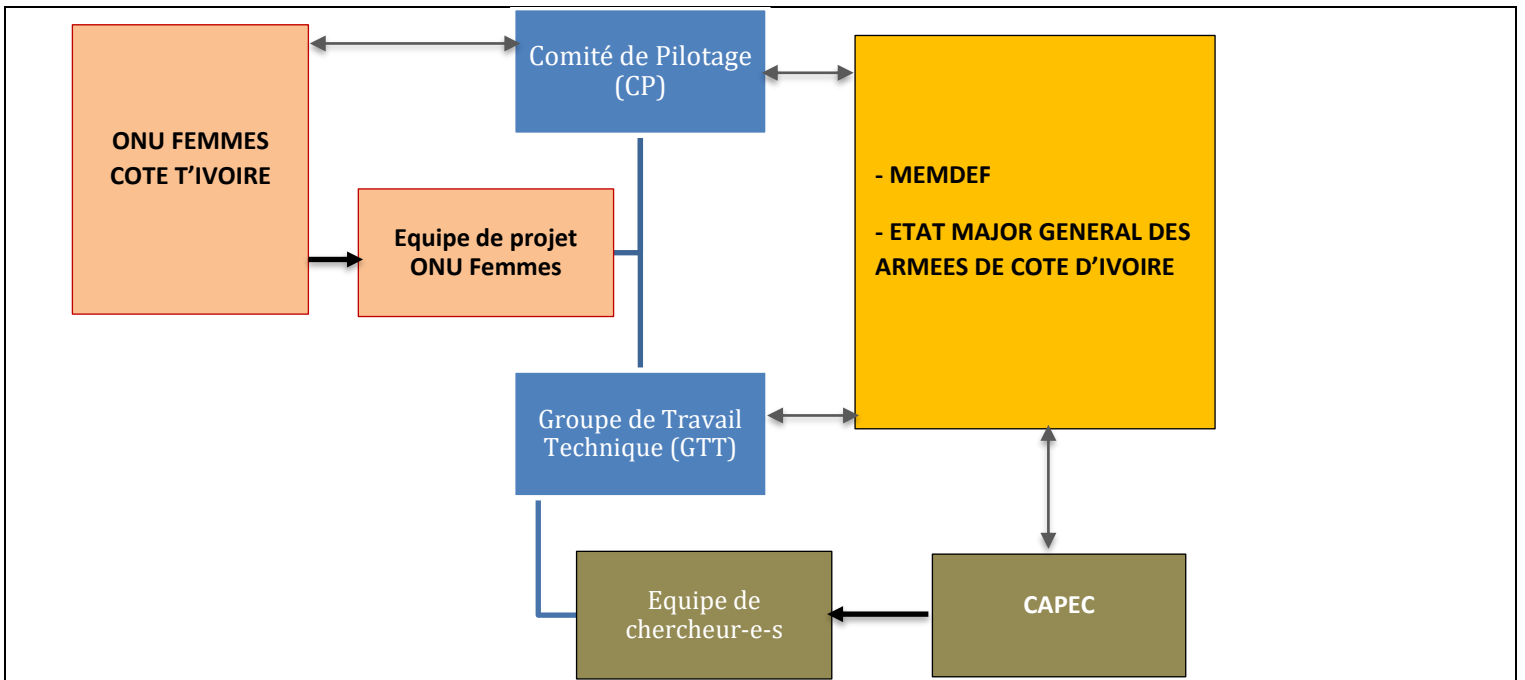 Comité de Pilotage
(CP)
ONU FEMMES
COTE T’IVOIRE
Equipe de projet
ONU Femmes
- MEMDEF
- ETAT MAJOR GENERAL DES
ARMEES DE COTE D’IVOIRE
Groupe de Travail
Technique (GTT)
Equipe de
chercheur-e-s
CAPEC